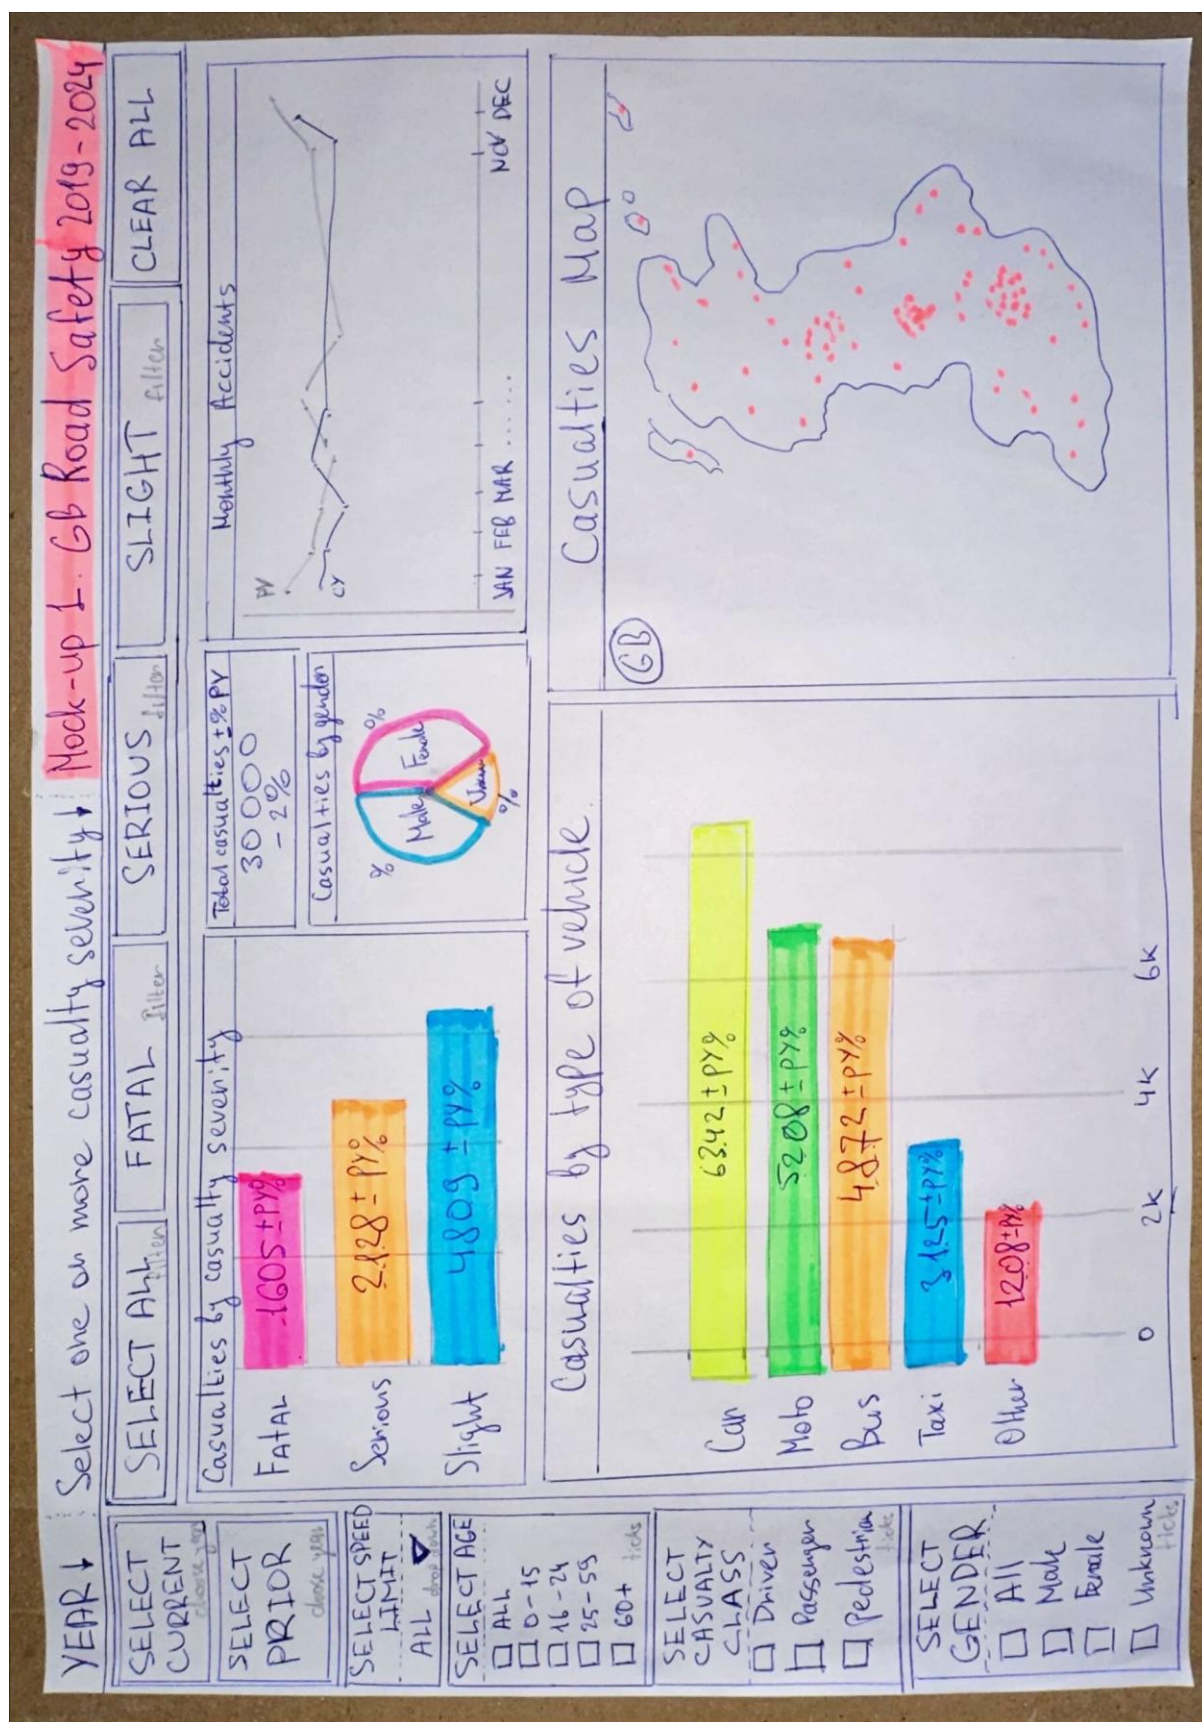 YEAR ↓ Select one or more casualty severity ↓ Mock-up 1. GB Road Safety 2019-2024
SELECT
CURRENT
choose year
SELECT
PRIOR
choose year
SELECT SPEED
LIMIT
ALL
drop down
SELECT AGE
ALL
0-15
16-24
25-59
60+
ticks
SELECT
CASUALTY
CLASS
Driver
Passenger
Pedestrian
ticks
SELECT
GENDER
All
Male
Female
Unknown
ticks
SELECT ALL
filter
FATAL
filter
SERIOUS
filter
SLIGHT
filter
CLEAR ALL
Casualties by casualty severity
FATAL 1605 ± PY%
Serious 2128 ± PY%
Slight 4809 ± PY%
Total casualties ± % PY
30000
- 2%
Casualties by gender
% Male Female %
%
Monthly Accidents
PY
CY
JAN FEB MAR ...... NOV DEC
Casualties by type of vehicle
Car 6342 ± PY%
Moto 5208 ± PY%
Bus 4872 ± PY%
Taxi 3125 ± PY%
Other 1208 ± PY%
0 2K 4K 6K
Casualties Map
GB